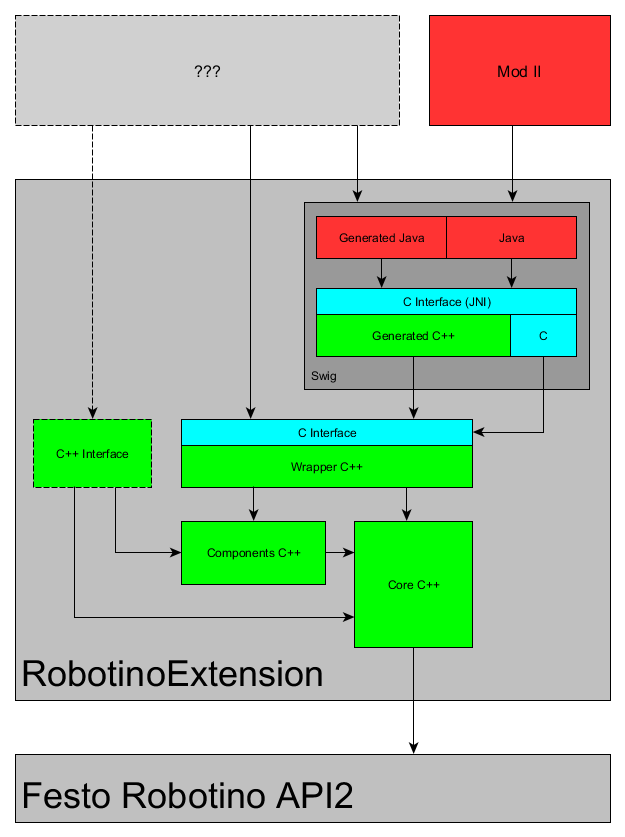 ???
Mod II
Generated Java
Java
C Interface (JNI)
Generated C++
C
Swig
C Interface
C++ Interface
Wrapper C++
Components C++
Core C++
RobotinoExtension
Festo Robotino API2